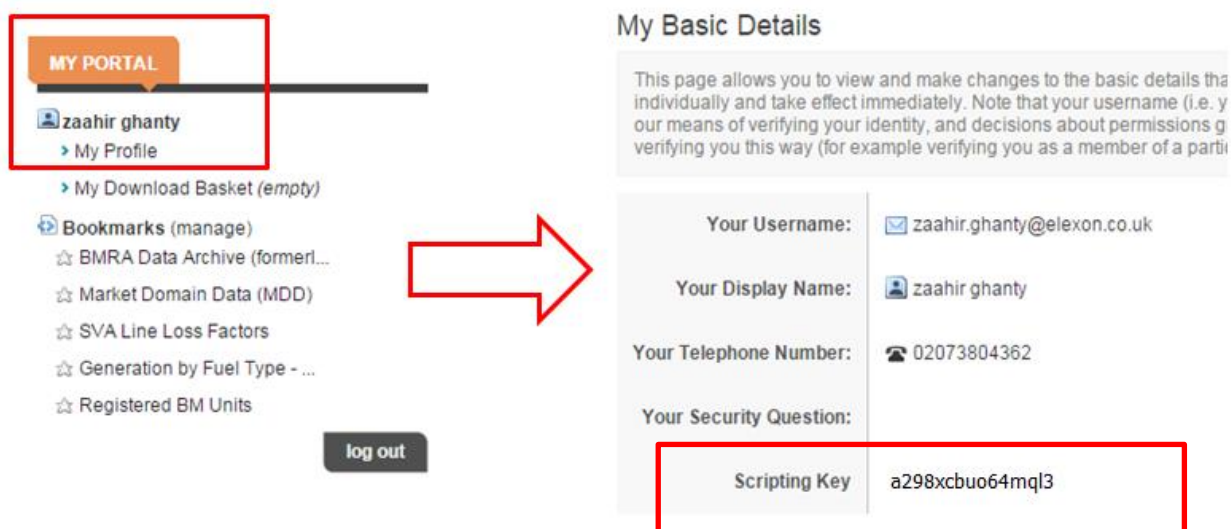 MY PORTAL
zaahir ghanty
My Profile
My Download Basket (empty)
Bookmarks (manage)
BMRA Data Archive (formerl...
Market Domain Data (MDD)
SVA Line Loss Factors
Generation by Fuel Type - ...
Registered BM Units
log out
My Basic Details
This page allows you to view and make changes to the basic details tha
individually and take effect immediately. Note that your username (i.e. y
our means of verifying your identity, and decisions about permissions g
verifying you this way (for example verifying you as a member of a parti
Your Username: zaahir.ghanty@elexon.co.uk
Your Display Name: zaahir ghanty
Your Telephone Number: 02073804362
Your Security Question:
Scripting Key a298xcbuo64mql3